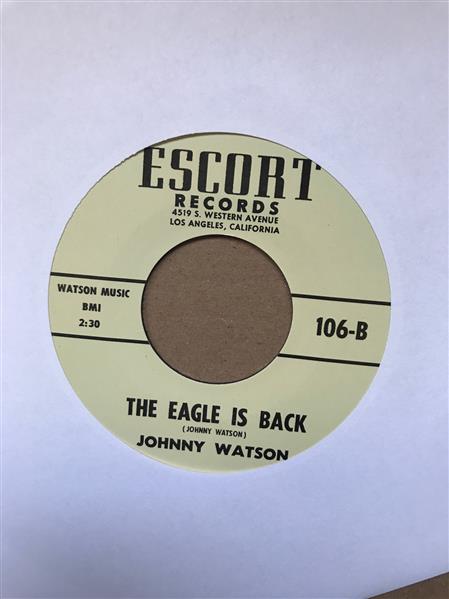 ESCORT
RECORDS
4519 S. WESTERN AVENUE
LOS ANGELES, CALIFORNIA
WATSON MUSIC
BMI
2:30
106-B
THE EAGLE IS BACK
(JOHNNY WATSON)
JOHNNY WATSON